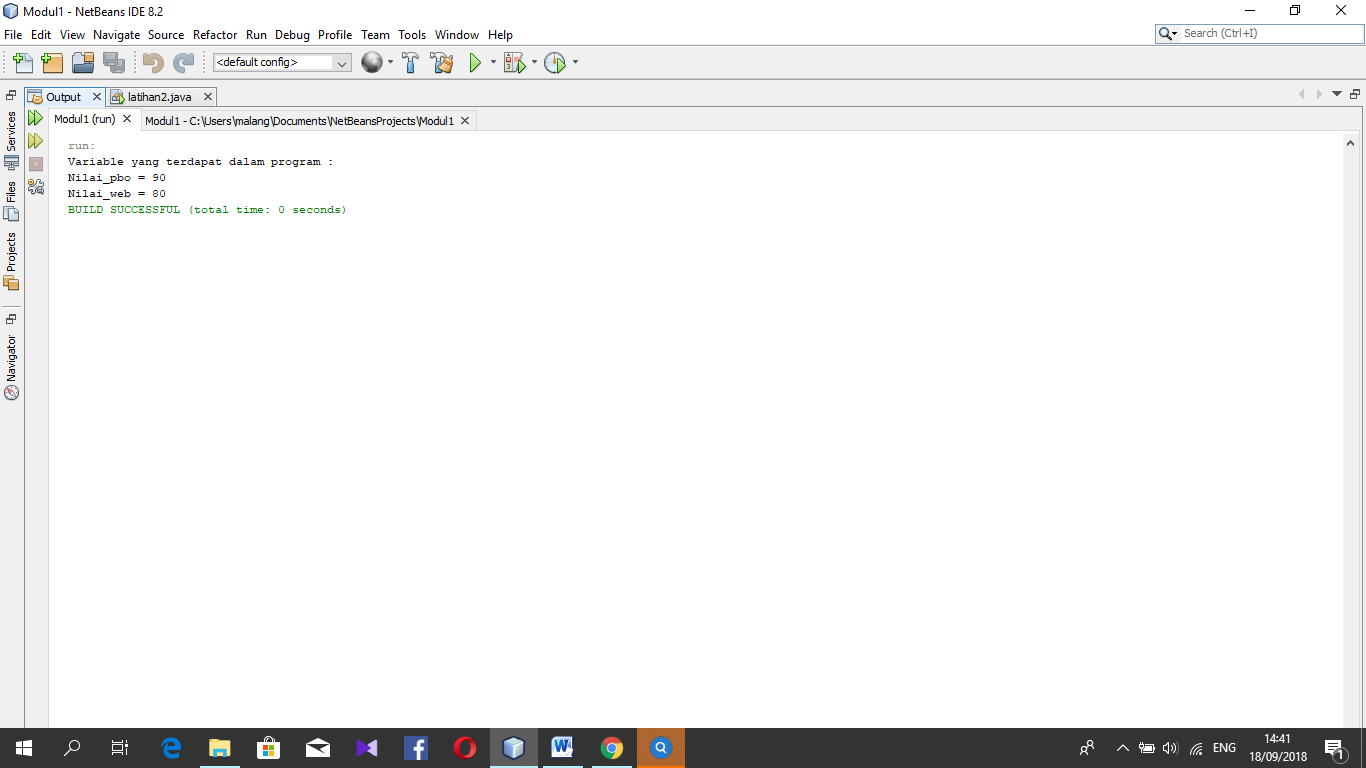 Modul1 - NetBeans IDE 8.2
File Edit View Navigate Source Refactor Run Debug Profile Team Tools Window Help
Search (Ctrl+I)
<default config>
Output
latihan2.java
Modul1 (run)
Modul1 - C:\Users\malang\Documents\NetBeansProjects\Modul1
Services
Files
Projects
Navigator
run:
Variable yang terdapat dalam program :
Nilai_pbo = 90
Nilai_web = 80
BUILD SUCCESSFUL (total time: 0 seconds)
ENG
14:41
18/09/2018
1